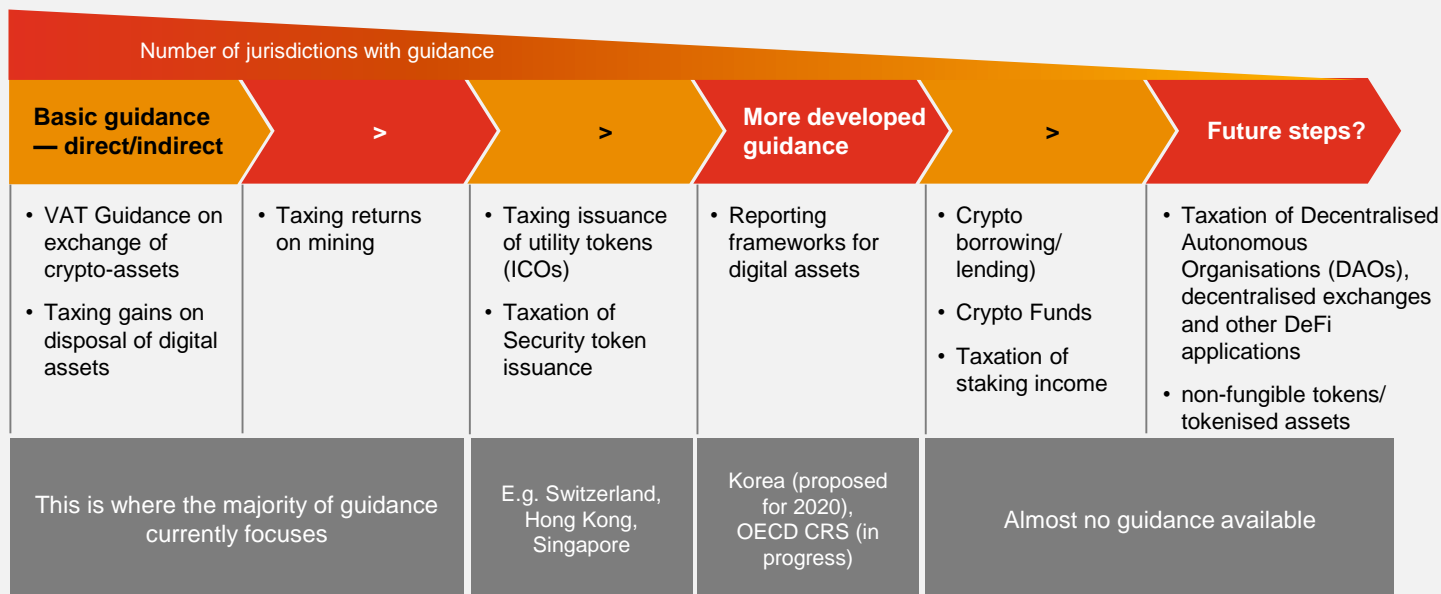 Number of jurisdictions with guidance
Basic guidance
— direct/indirect
>
>
More developed
guidance
>
Future steps?
• VAT Guidance on
exchange of
crypto-assets
• Taxing gains on
disposal of digital
assets
• Taxing returns
on mining
• Taxing issuance
of utility tokens
(ICOs)
• Taxation of
Security token
issuance
• Reporting
frameworks for
digital assets
• Crypto
borrowing/
lending)
• Crypto Funds
• Taxation of
staking income
• Taxation of Decentralised
Autonomous
Organisations (DAOs),
decentralised exchanges
and other DeFi
applications
• non-fungible tokens/
tokenised assets
This is where the majority of guidance
currently focuses
E.g. Switzerland,
Hong Kong,
Singapore
Korea (proposed
for 2020),
OECD CRS (in
progress)
Almost no guidance available